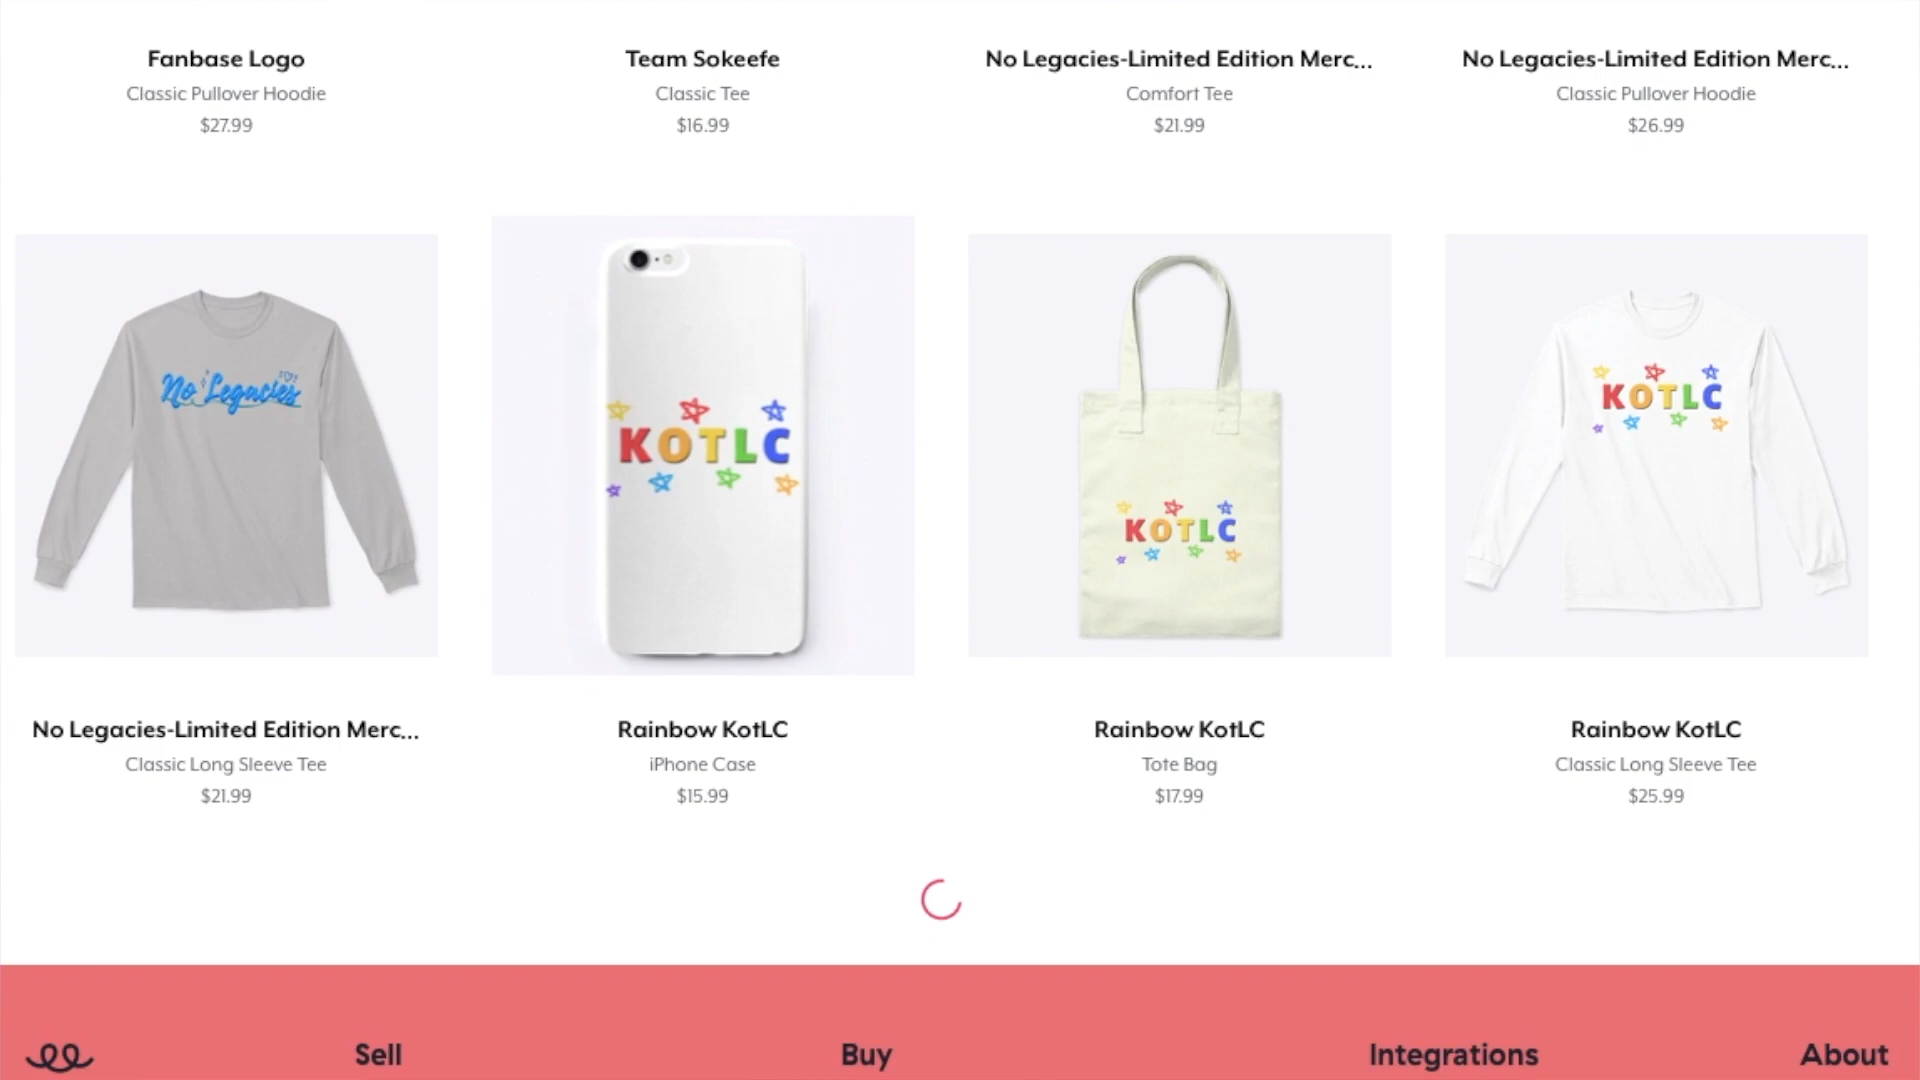 Fanbase Logo
Classic Pullover Hoodie
$27.99
Team Sokeefe
Classic Tee
$16.99
No Legacies-Limited Edition Merc...
Comfort Tee
$21.99
No Legacies-Limited Edition Merc...
Classic Pullover Hoodie
$26.99
No Legacies
KOTLC
KOTLC
KOTLC
No Legacies-Limited Edition Merc...
Classic Long Sleeve Tee
$21.99
Rainbow KotLC
iPhone Case
$15.99
Rainbow KotLC
Tote Bag
$17.99
Rainbow KotLC
Classic Long Sleeve Tee
$25.99
Sell
Buy
Integrations
About